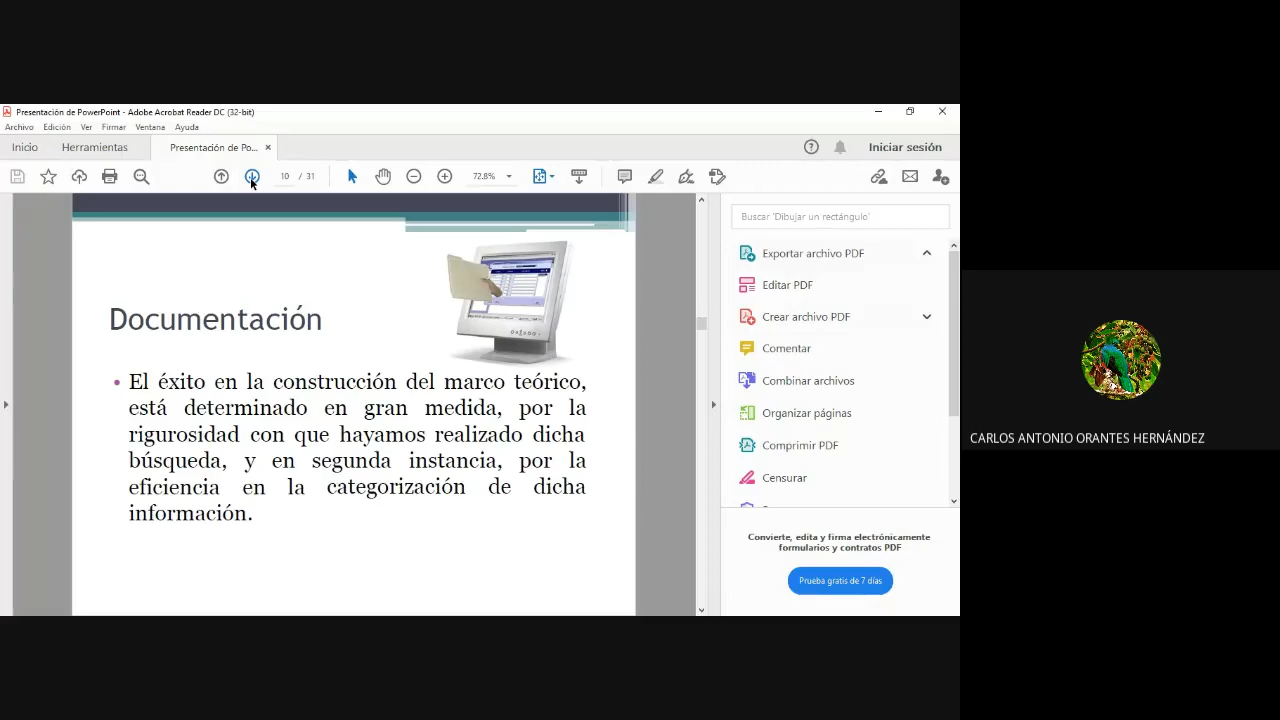 Presentación de PowerPoint - Adobe Acrobat Reader DC (32-bit)
Archivo Edición Ver Firmar Ventana Ayuda
Inicio Herramientas Presentación de Po... × Iniciar sesión
10 / 31 72.8%
Documentación
• El éxito en la construcción del marco teórico,
está determinado en gran medida, por la
rigurosidad con que hayamos realizado dicha
búsqueda, y en segunda instancia, por la
eficiencia en la categorización de dicha
información.
Buscar 'Dibujar un rectángulo'
Exportar archivo PDF
Editar PDF
Crear archivo PDF
Comentar
Combinar archivos
Organizar páginas
Comprimir PDF
Censurar
Convierte, edita y firma electrónicamente
formularios y contratos PDF
Prueba gratis de 7 días
CARLOS ANTONIO ORANTES HERNÁNDEZ